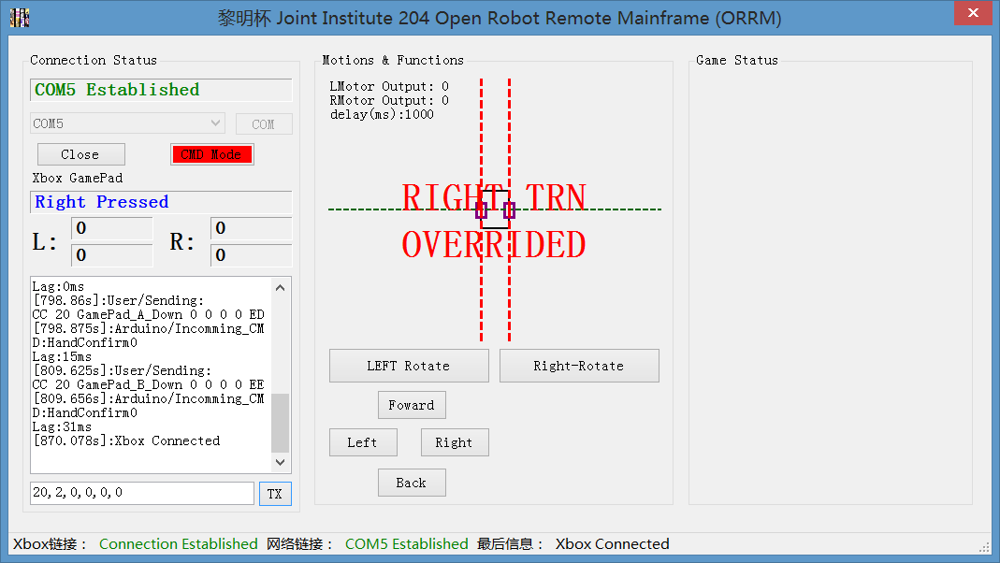 黎明杯 Joint Institute 204 Open Robot Remote Mainframe (ORRM)
Connection Status
COM5 Established
COM5
COM
Close
CMD Mode
Xbox GamePad
Right Pressed
L: 0 R: 0
0 0
Lag:0ms
[798.86s]:User/Sending:
CC 20 GamePad_A_Down 0 0 0 0 ED
[798.875s]:Arduino/Incomming_CM
D:HandConfirm0
Lag:15ms
[809.625s]:User/Sending:
CC 20 GamePad_B_Down 0 0 0 0 EE
[809.656s]:Arduino/Incomming_CM
D:HandConfirm0
Lag:31ms
[870.078s]:Xbox Connected
20,2,0,0,0,0
TX
Motions & Functions
LMotor Output: 0
RMotor Output: 0
delay(ms):1000
RIGHT TRN
OVERRIDED
LEFT Rotate
Right-Rotate
Foward
Left
Right
Back
Game Status
Xbox链接： Connection Established 网络链接： COM5 Established 最后信息： Xbox Connected